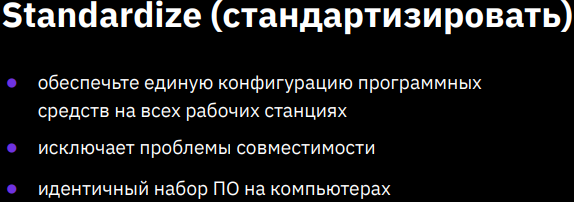 Standardize (стандартизировать)
обеспечьте единую конфигурацию программных
средств на всех рабочих станциях
исключает проблемы совместимости
идентичный набор ПО на компьютерах